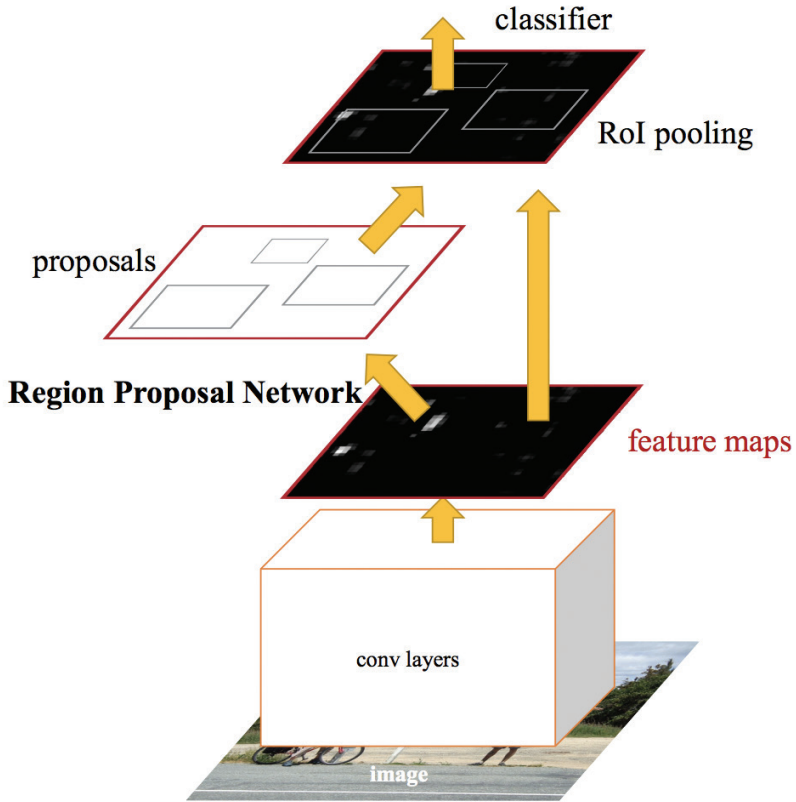 classifier
RoI pooling
proposals
Region Proposal Network
feature maps
conv layers
image